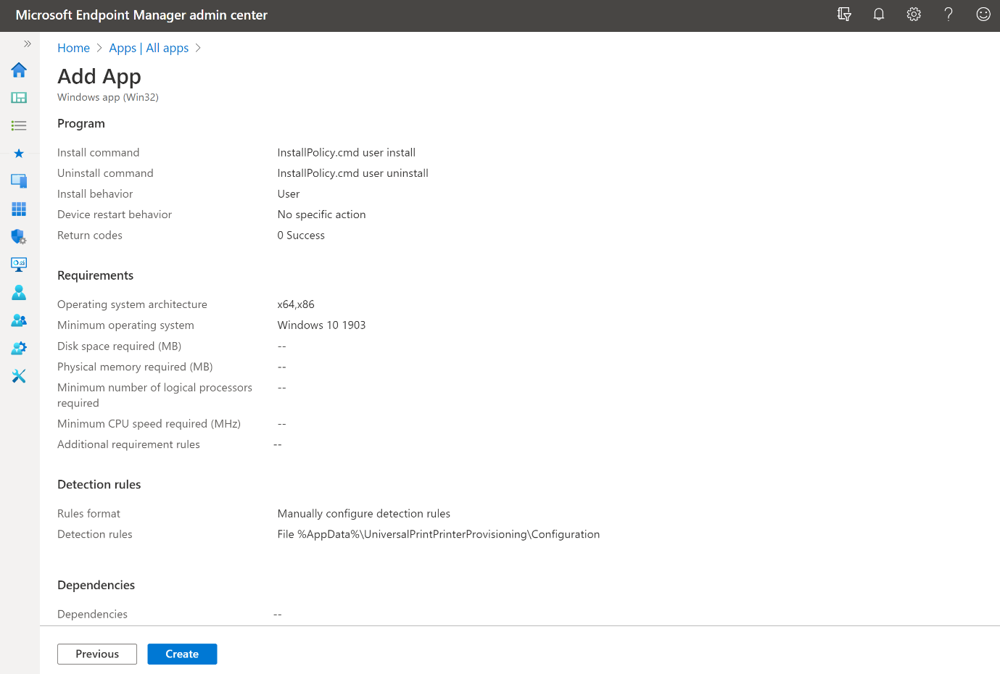 Microsoft Endpoint Manager admin center
Home > Apps | All apps >
Add App
Windows app (Win32)
Program
Install command InstallPolicy.cmd user install
Uninstall command InstallPolicy.cmd user uninstall
Install behavior User
Device restart behavior No specific action
Return codes 0 Success
Requirements
Operating system architecture x64,x86
Minimum operating system Windows 10 1903
Disk space required (MB) --
Physical memory required (MB) --
Minimum number of logical processors --
required
Minimum CPU speed required (MHz) --
Additional requirement rules --
Detection rules
Rules format Manually configure detection rules
Detection rules File %AppData%\UniversalPrintPrinterProvisioning\Configuration
Dependencies
Dependencies --
Previous Create